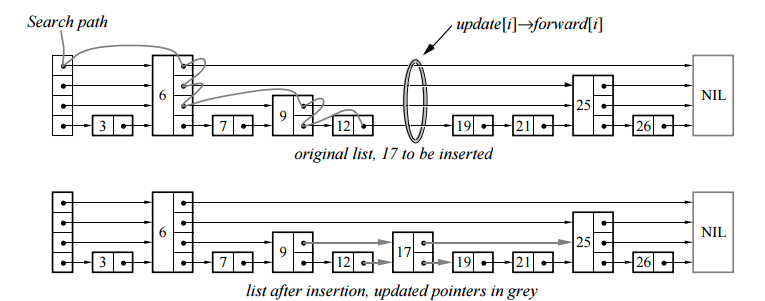 Search path
update[i]→forward[i]
6 NIL
25
9
3 7 12 19 21 26
original list, 17 to be inserted
6 NIL
25
9 17
3 7 12 19 21 26
list after insertion, updated pointers in grey